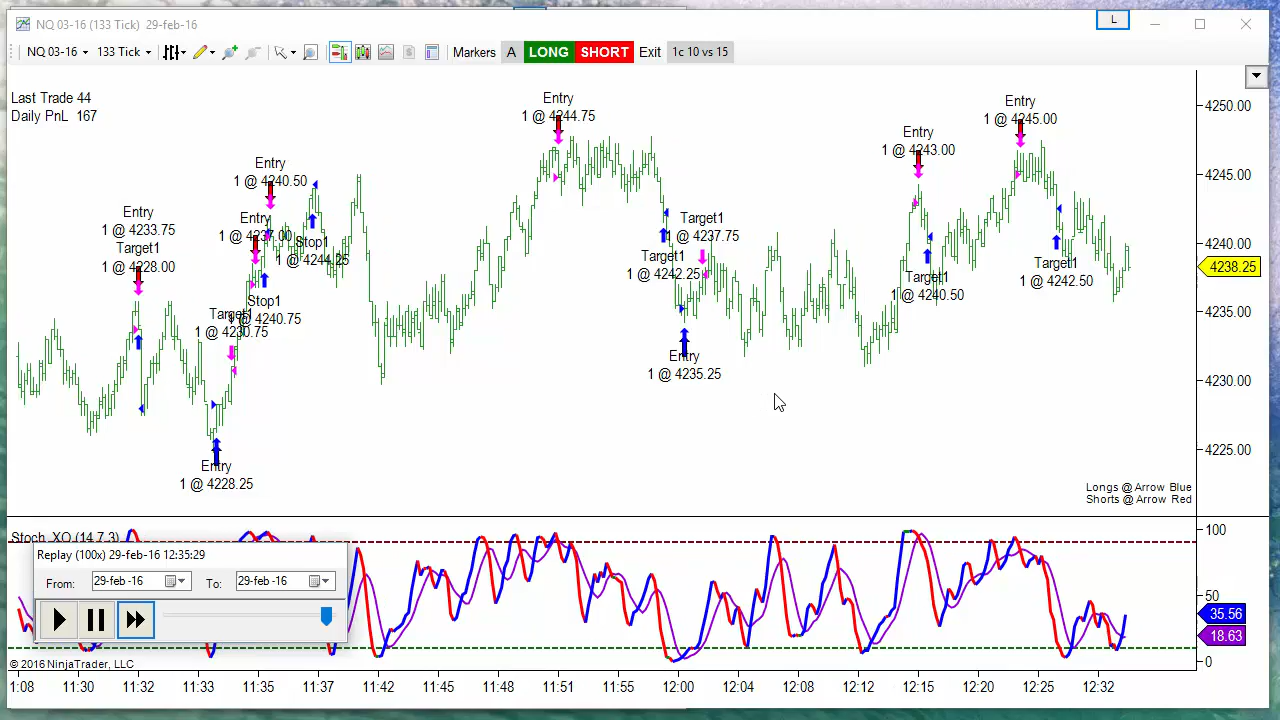 NQ 03-16 (133 Tick)  29-feb-16
L
NQ 03-16
133 Tick
Markers
A
LONG
SHORT
Exit
1c 10 vs 15
Last Trade 44
Daily PnL  167
Entry
1 @ 4233.75
Target1
1 @ 4228.00
Entry
1 @ 4228.25
Target1
1 @ 4230.75
Entry
1 @ 4237.00
Stop1
1 @ 4240.75
Entry
1 @ 4240.50
Stop1
1 @ 4244.25
Entry
1 @ 4244.75
Target1
1 @ 4242.25
Entry
1 @ 4235.25
Target1
1 @ 4237.75
Entry
1 @ 4243.00
Target1
1 @ 4240.50
Entry
1 @ 4245.00
Target1
1 @ 4242.50
4250.00
4245.00
4240.00
4238.25
4235.00
4230.00
4225.00
Longs @ Arrow Blue
Shorts @ Arrow Red
Stoch_XO (14,7,3)
100
50
35.56
18.63
0
Replay (100x) 29-feb-16 12:35:29
From:
29-feb-16
To:
29-feb-16
© 2016 NinjaTrader, LLC
1:08
11:30
11:32
11:33
11:35
11:37
11:42
11:45
11:48
11:51
11:55
12:00
12:04
12:08
12:12
12:15
12:20
12:25
12:32